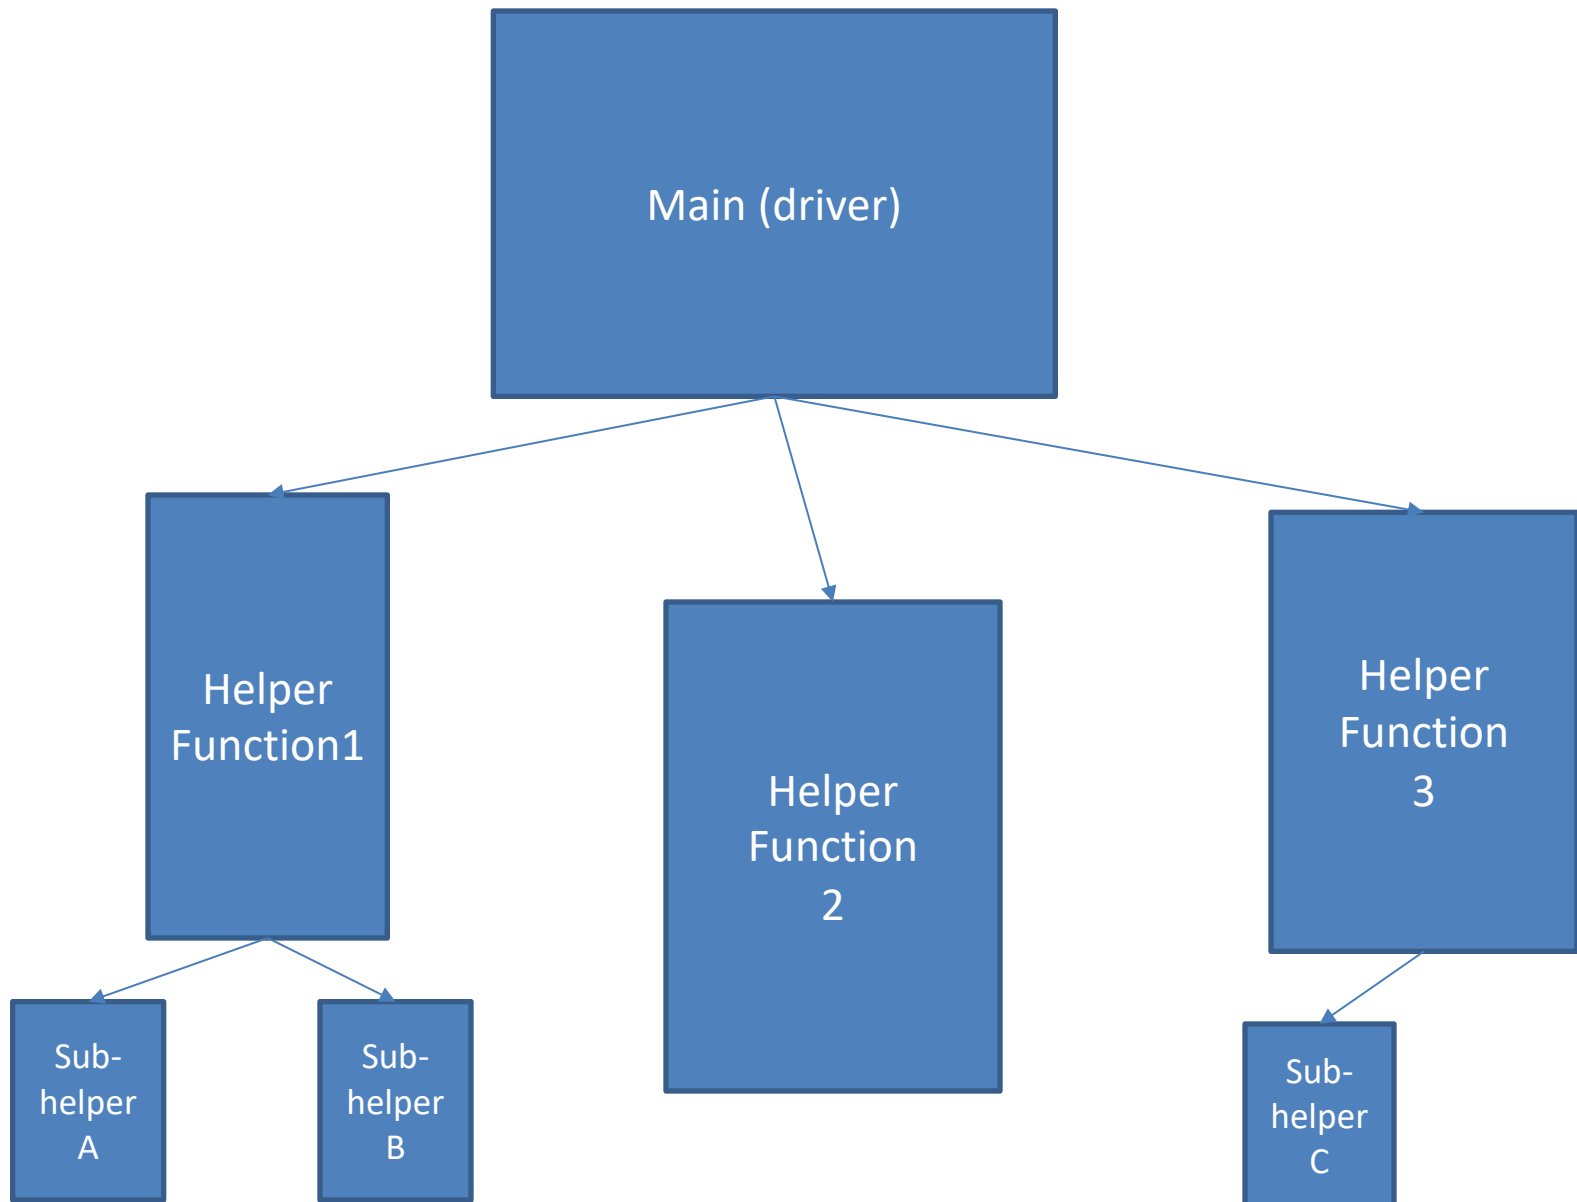 Main (driver)
Helper
Function1
Helper
Function
2
Helper
Function
3
Sub-
helper
A
Sub-
helper
B
Sub-
helper
C